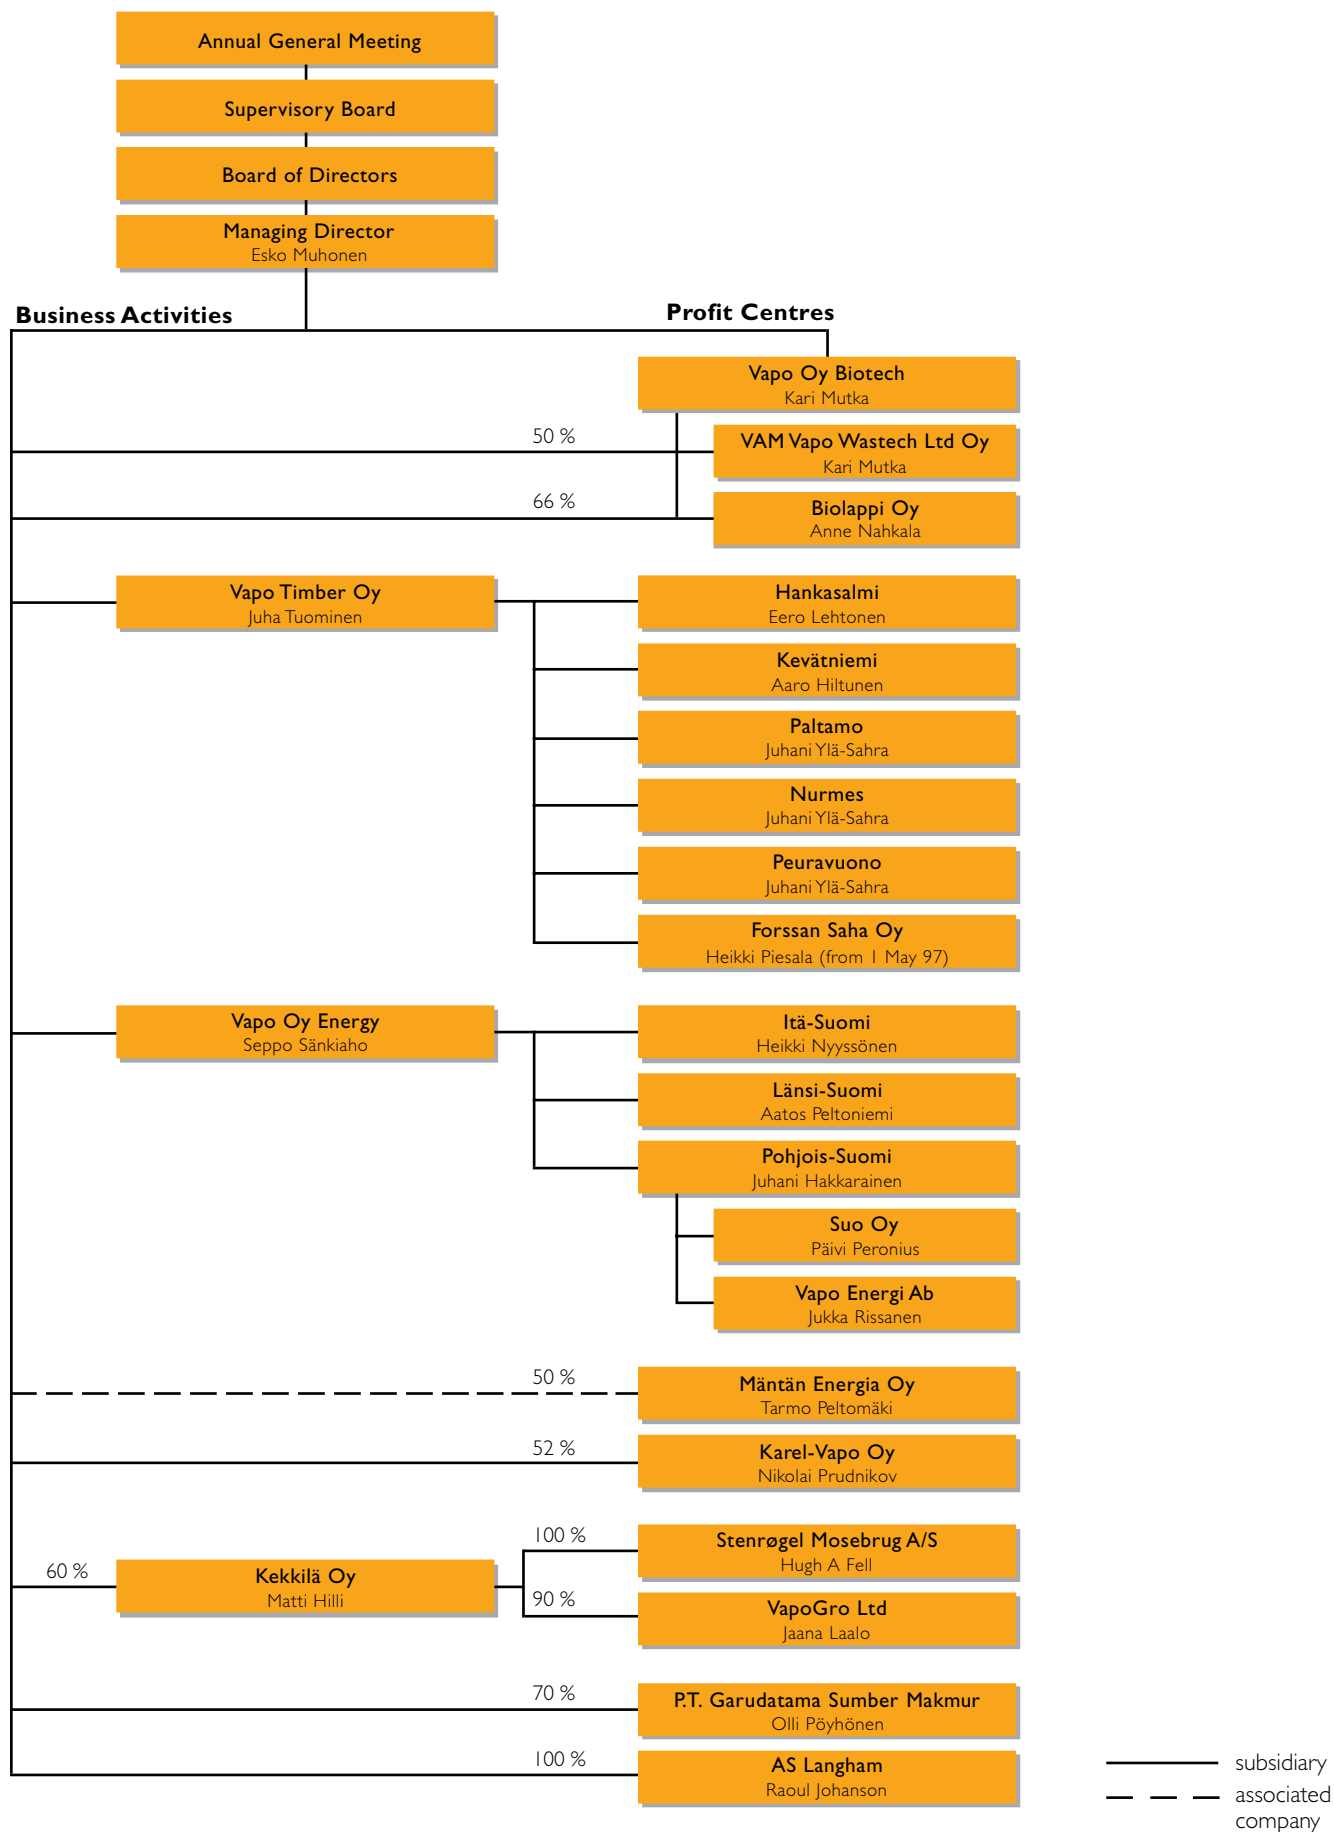 Annual General Meeting
Supervisory Board
Board of Directors
Managing Director
Esko Muhonen
Business Activities
Profit Centres
Vapo Oy Biotech
Kari Mutka
50 %
VAM Vapo Wastech Ltd Oy
Kari Mutka
66 %
Biolappi Oy
Anne Nahkala
Vapo Timber Oy
Juha Tuominen
Hankasalmi
Eero Lehtonen
Kevätniemi
Aaro Hiltunen
Paltamo
Juhani Ylä-Sahra
Nurmes
Juhani Ylä-Sahra
Peuravuono
Juhani Ylä-Sahra
Forssan Saha Oy
Heikki Piesala (from 1 May 97)
Vapo Oy Energy
Seppo Sänkiaho
Itä-Suomi
Heikki Nyyssönen
Länsi-Suomi
Aatos Peltoniemi
Pohjois-Suomi
Juhani Hakkarainen
Suo Oy
Päivi Peronius
Vapo Energi Ab
Jukka Rissanen
50 %
Mäntän Energia Oy
Tarmo Peltomäki
52 %
Karel-Vapo Oy
Nikolai Prudnikov
60 %
Kekkilä Oy
Matti Hilli
100 %
Stenrøgel Mosebrug A/S
Hugh A Fell
90 %
VapoGro Ltd
Jaana Laalo
70 %
P.T. Garudatama Sumber Makmur
Olli Pöyhönen
100 %
AS Langham
Raoul Johanson
subsidiary
associated
company